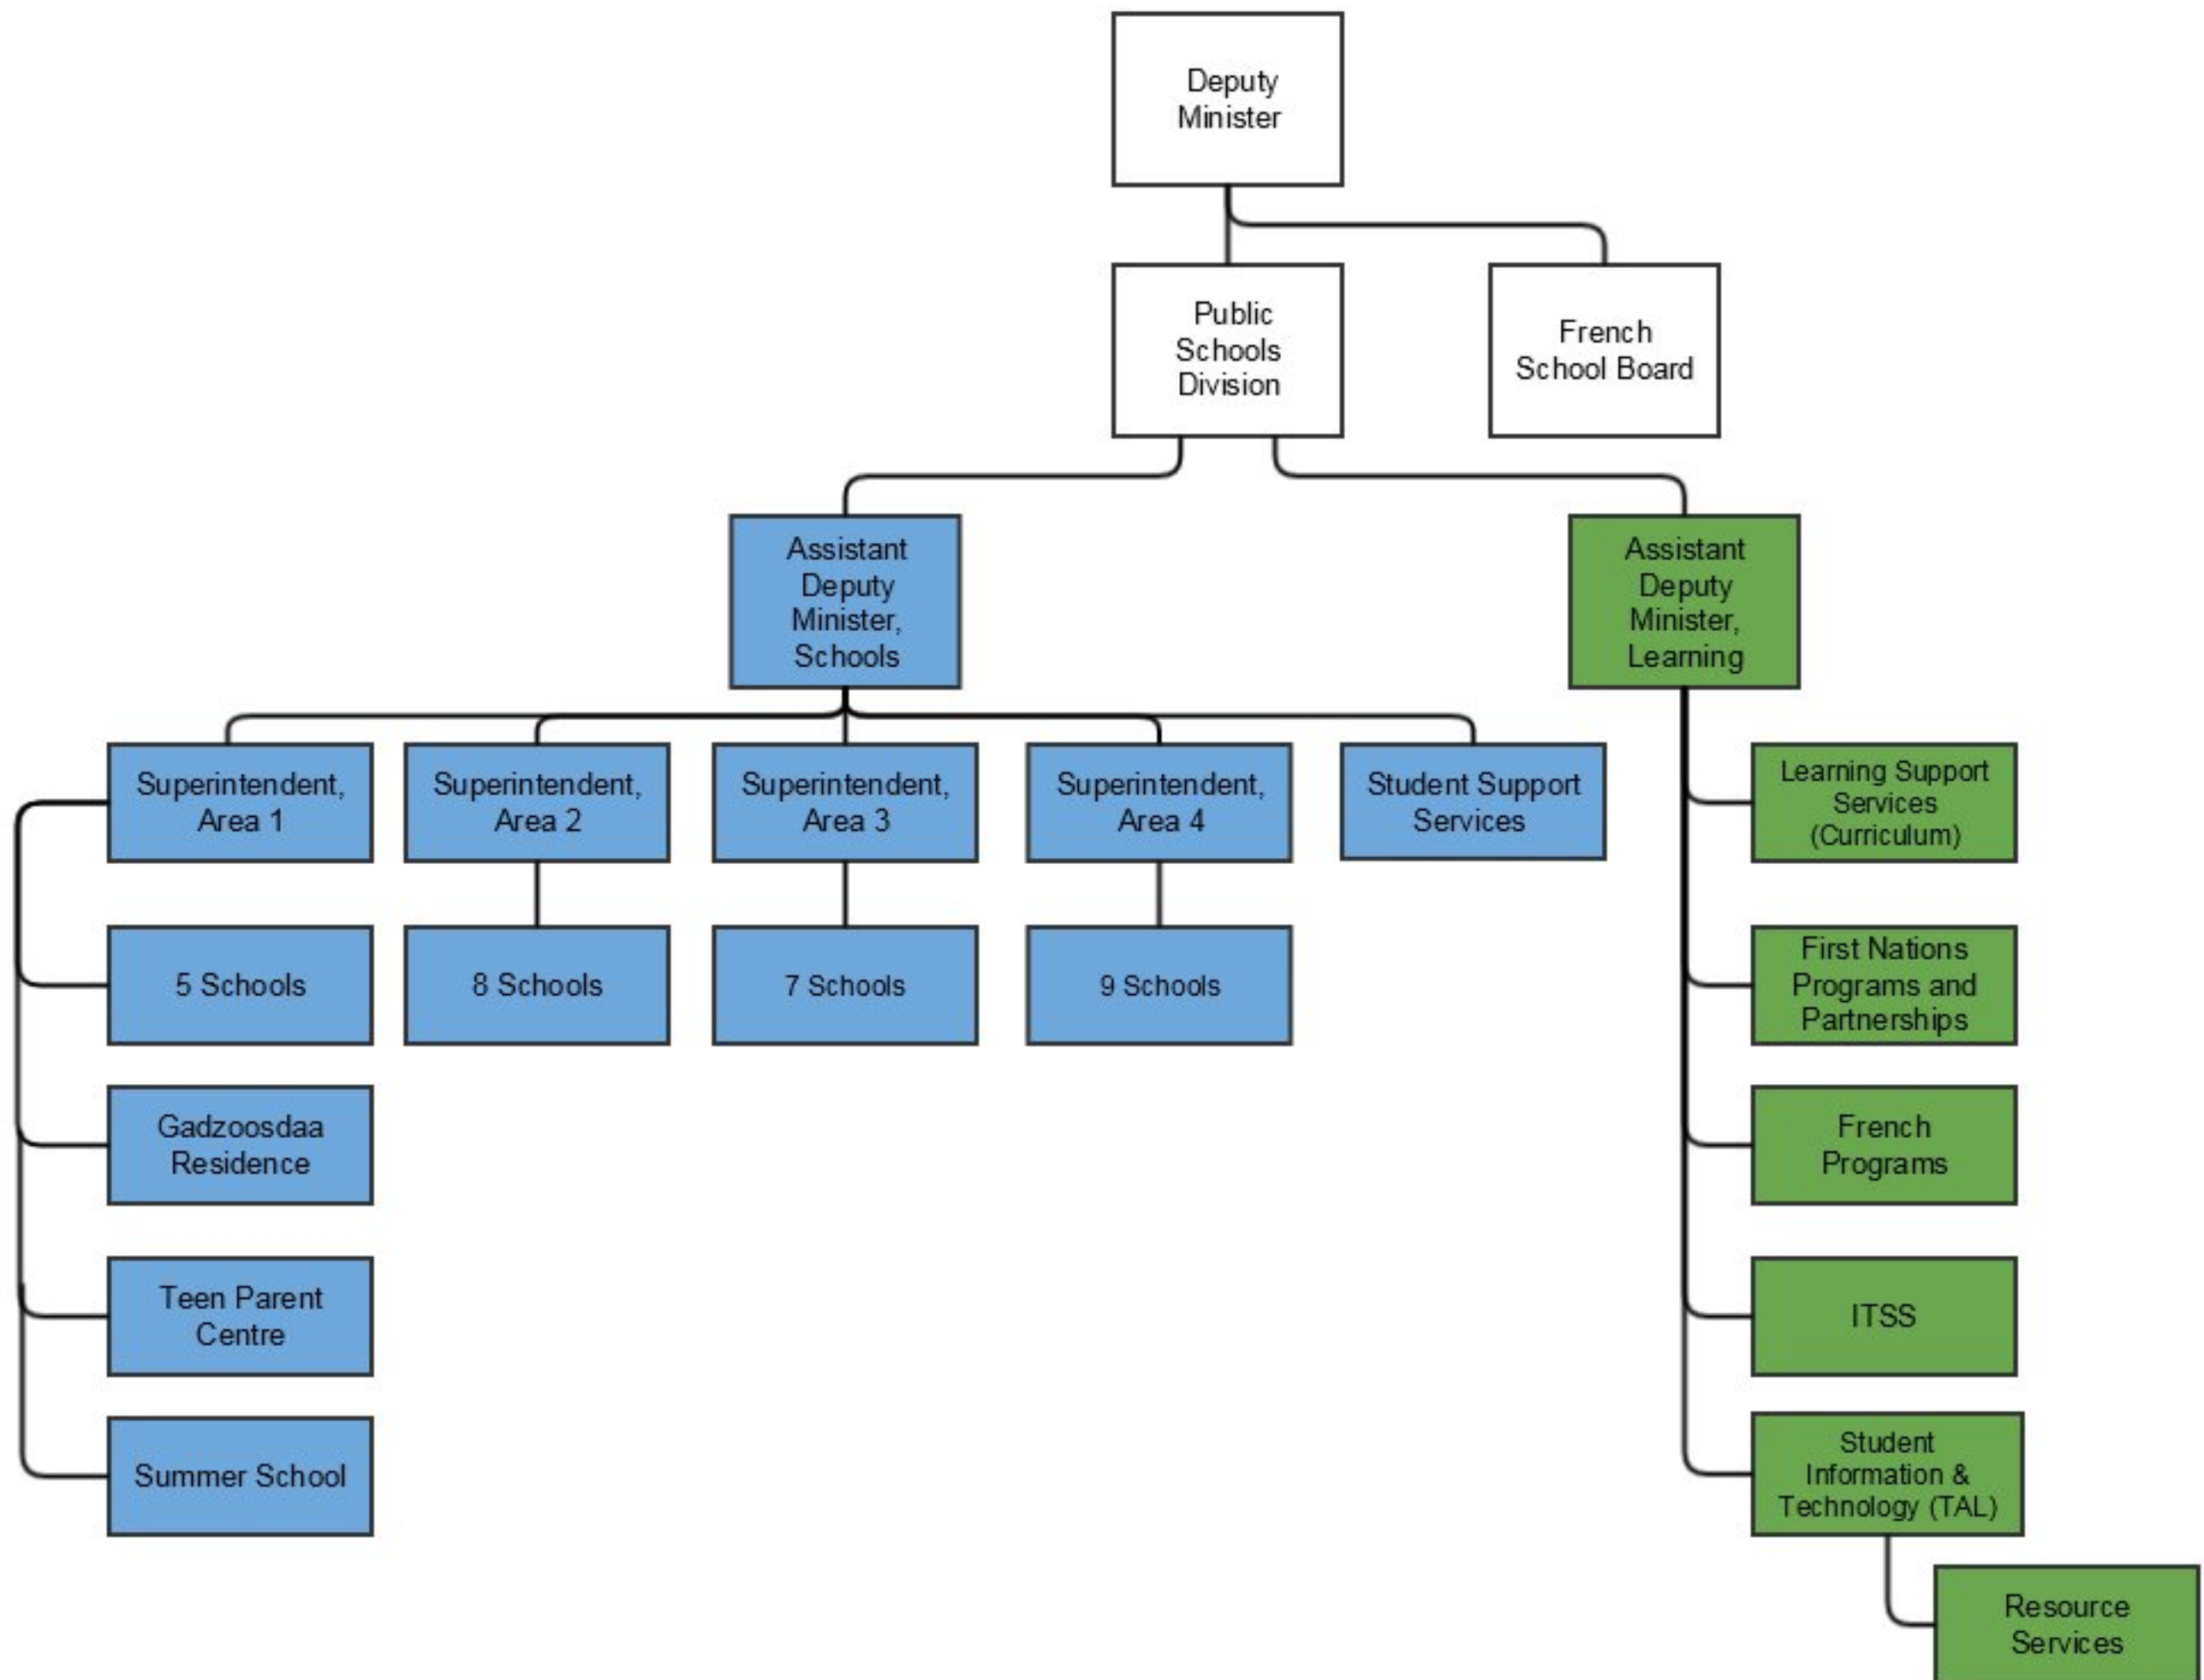 Deputy
Minister
Public
Schools
Division
French
School Board
Assistant
Deputy
Minister,
Schools
Assistant
Deputy
Minister,
Learning
Superintendent,
Area 1
Superintendent,
Area 2
Superintendent,
Area 3
Superintendent,
Area 4
Student Support
Services
Learning Support
Services
(Curriculum)
5 Schools
8 Schools
7 Schools
9 Schools
First Nations
Programs and
Partnerships
Gadzoosdaa
Residence
French
Programs
Teen Parent
Centre
ITSS
Summer School
Student
Information &
Technology (TAL)
Resource
Services